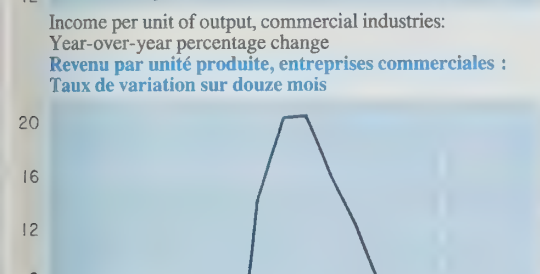 Income per unit of output, commercial industries:
Year-over-year percentage change
Revenu par unité produite, entreprises commerciales :
Taux de variation sur douze mois
20
16
12